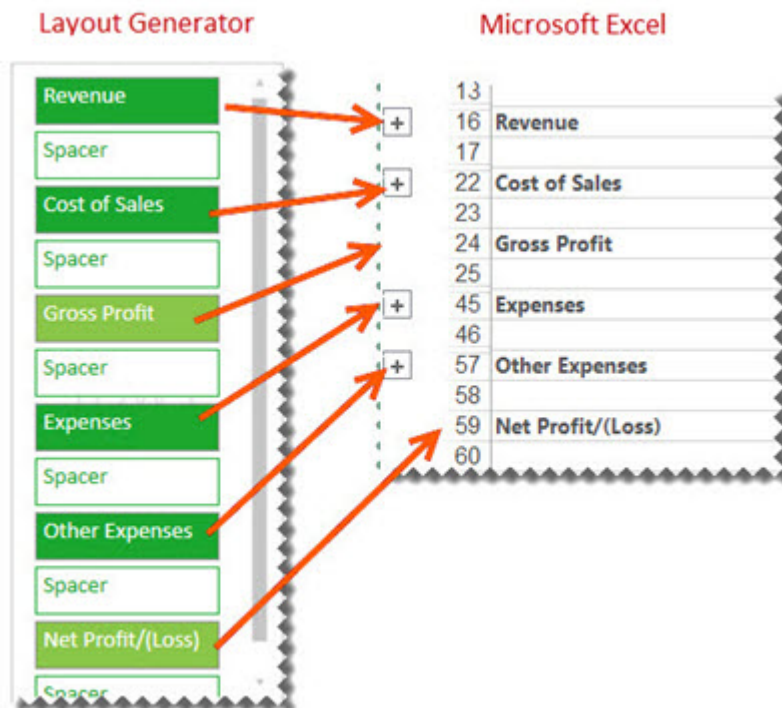 Layout Generator
Microsoft Excel
Revenue
Spacer
Cost of Sales
Spacer
Gross Profit
Spacer
Expenses
Spacer
Other Expenses
Spacer
Net Profit/(Loss)
Spacer
13
16 Revenue
17
22 Cost of Sales
23
24 Gross Profit
25
45 Expenses
46
57 Other Expenses
58
59 Net Profit/(Loss)
60